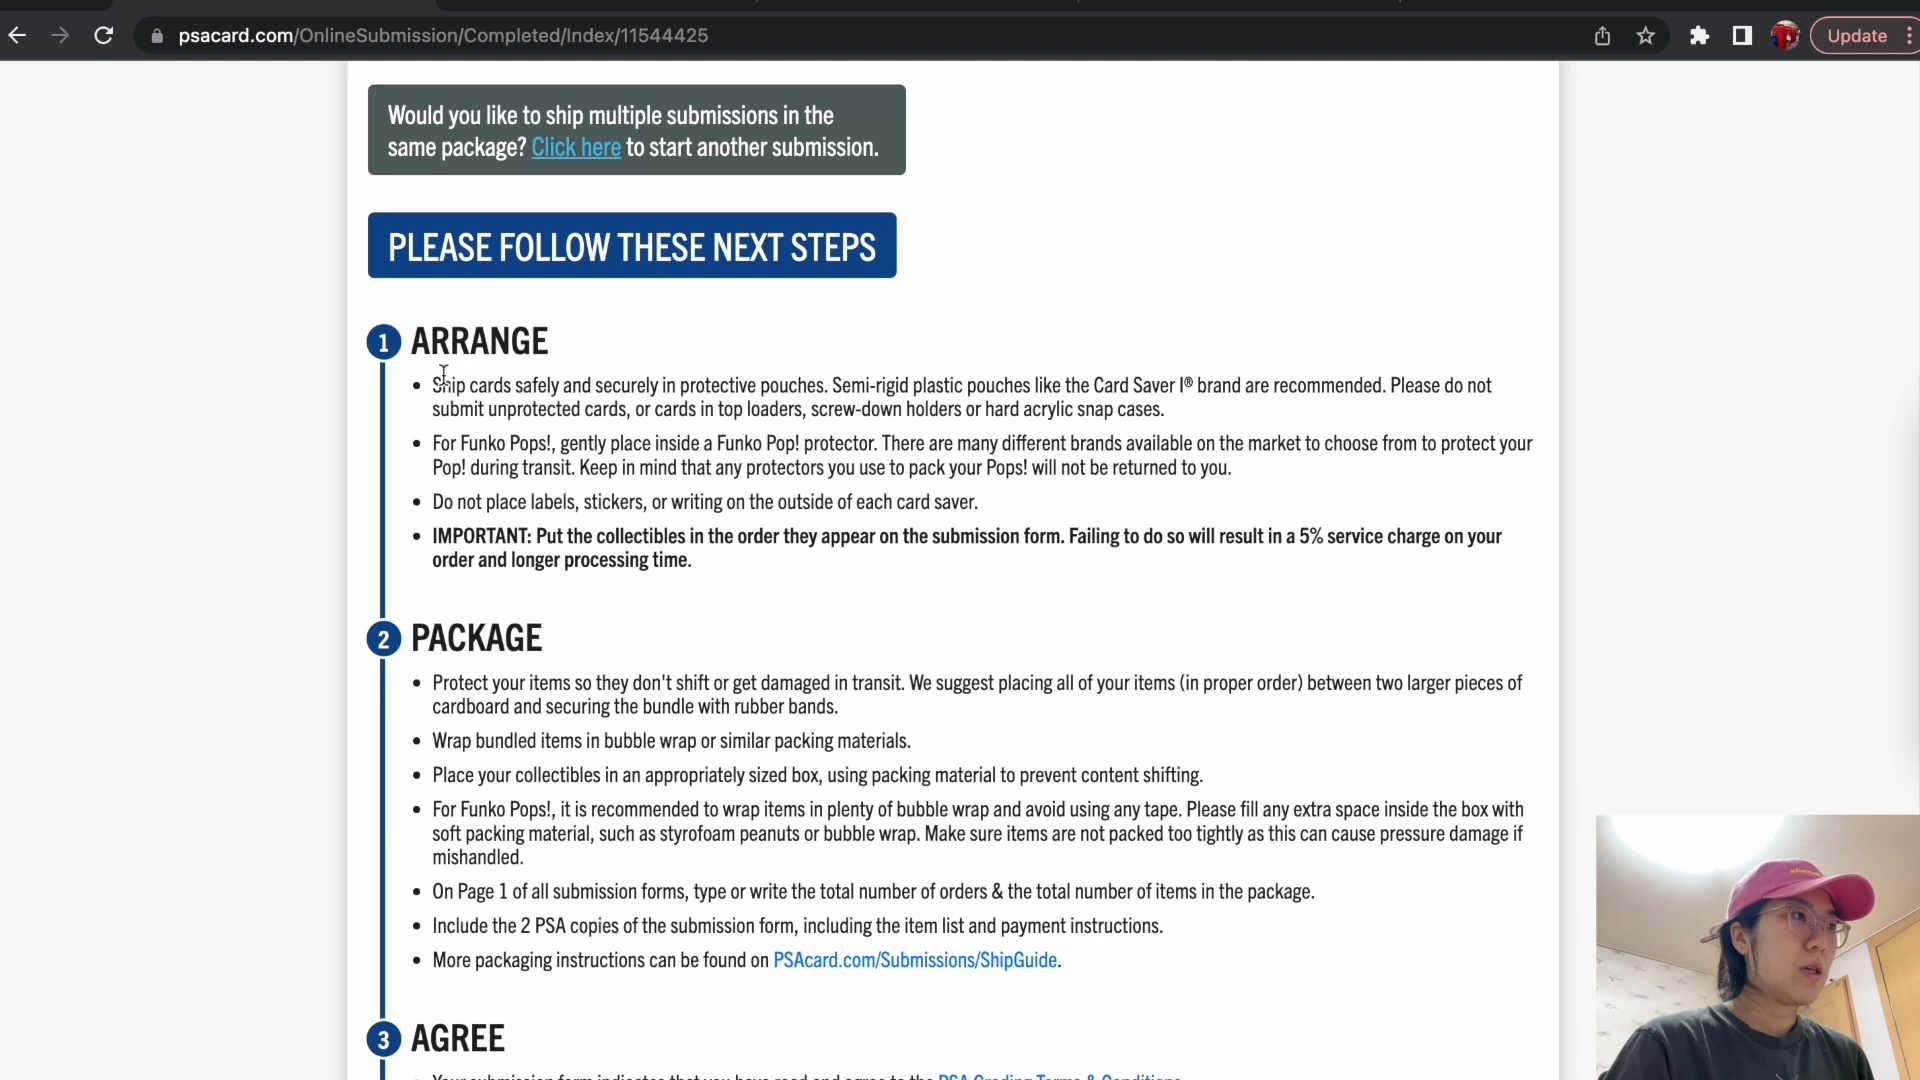 psacard.com/OnlineSubmission/Completed/Index/11544425
Update
Would you like to ship multiple submissions in the
same package? Click here to start another submission.
PLEASE FOLLOW THESE NEXT STEPS
1 ARRANGE
• Ship cards safely and securely in protective pouches. Semi-rigid plastic pouches like the Card Saver I® brand are recommended. Please do not
submit unprotected cards, or cards in top loaders, screw-down holders or hard acrylic snap cases.
• For Funko Pops!, gently place inside a Funko Pop! protector. There are many different brands available on the market to choose from to protect your
Pop! during transit. Keep in mind that any protectors you use to pack your Pops! will not be returned to you.
• Do not place labels, stickers, or writing on the outside of each card saver.
• IMPORTANT: Put the collectibles in the order they appear on the submission form. Failing to do so will result in a 5% service charge on your
order and longer processing time.
2 PACKAGE
• Protect your items so they don't shift or get damaged in transit. We suggest placing all of your items (in proper order) between two larger pieces of
cardboard and securing the bundle with rubber bands.
• Wrap bundled items in bubble wrap or similar packing materials.
• Place your collectibles in an appropriately sized box, using packing material to prevent content shifting.
• For Funko Pops!, it is recommended to wrap items in plenty of bubble wrap and avoid using any tape. Please fill any extra space inside the box with
soft packing material, such as styrofoam peanuts or bubble wrap. Make sure items are not packed too tightly as this can cause pressure damage if
mishandled.
• On Page 1 of all submission forms, type or write the total number of orders & the total number of items in the package.
• Include the 2 PSA copies of the submission form, including the item list and payment instructions.
• More packaging instructions can be found on PSAcard.com/Submissions/ShipGuide.
3 AGREE
• Your submission form indicates that you have read and agree to the PSA Grading Terms & Conditions